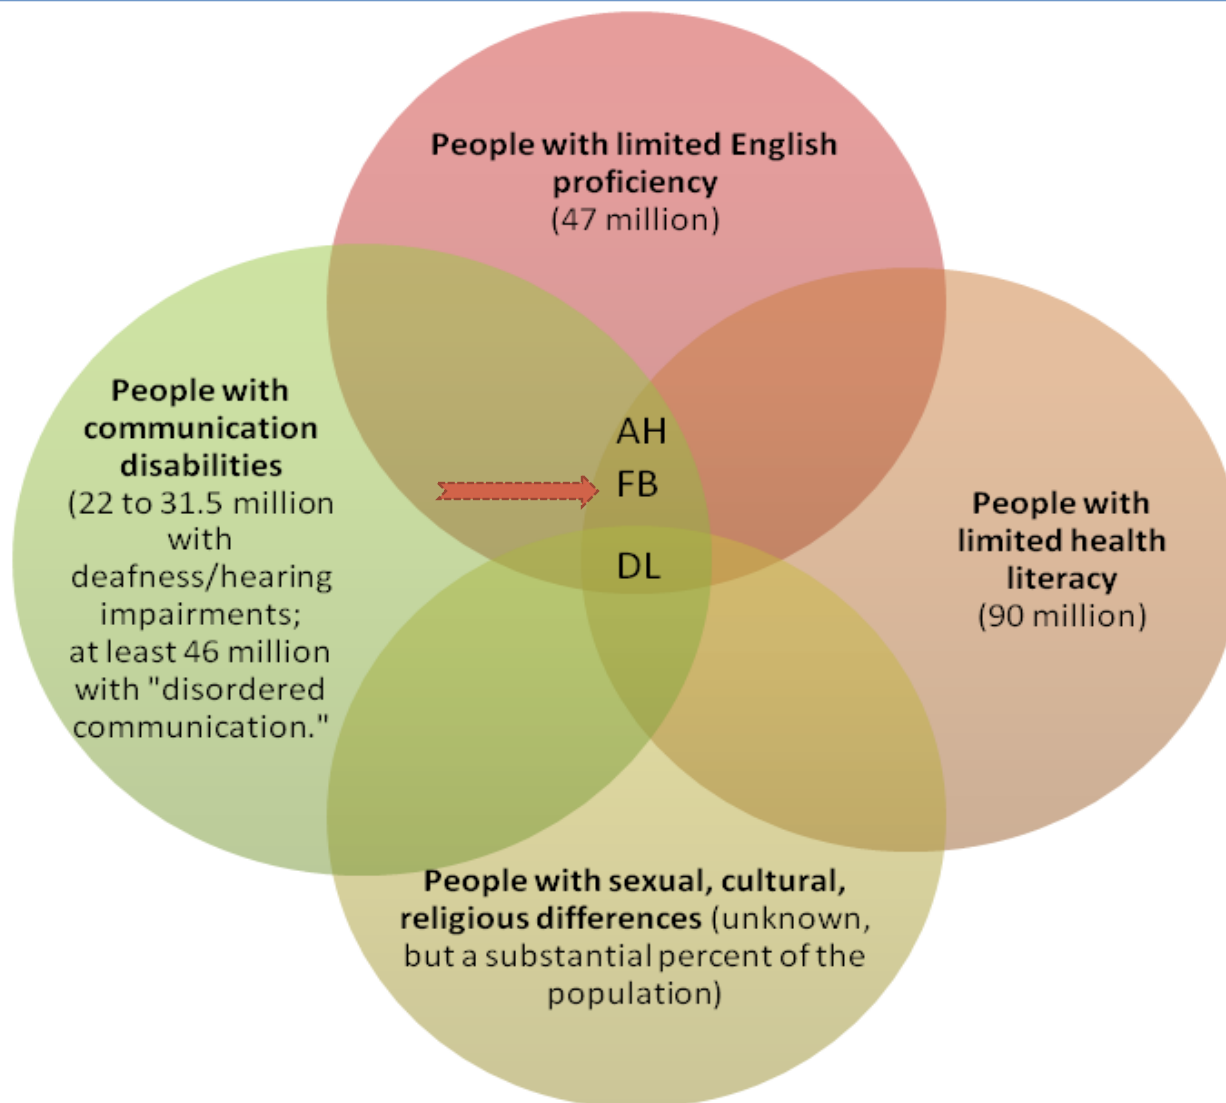 People with limited English
proficiency
(47 million)
People with
communication
disabilities
(22 to 31.5 million
with
deafness/hearing
impairments;
at least 46 million
with "disordered
communication."
AH
FB
DL
People with
limited health
literacy
(90 million)
People with sexual, cultural,
religious differences (unknown,
but a substantial percent of the
population)